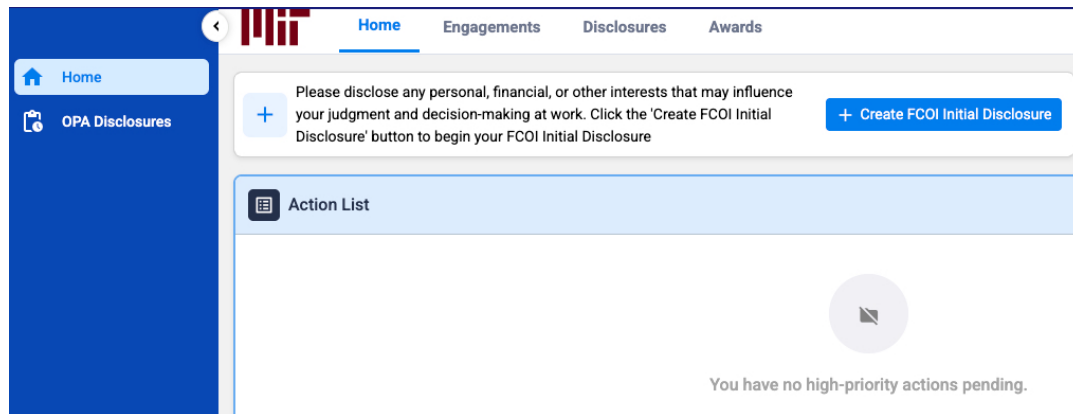 MIT
Home
Engagements
Disclosures
Awards
Home
OPA Disclosures
Please disclose any personal, financial, or other interests that may influence
your judgment and decision-making at work. Click the 'Create FCOI Initial
Disclosure' button to begin your FCOI Initial Disclosure
+ Create FCOI Initial Disclosure
Action List
You have no high-priority actions pending.